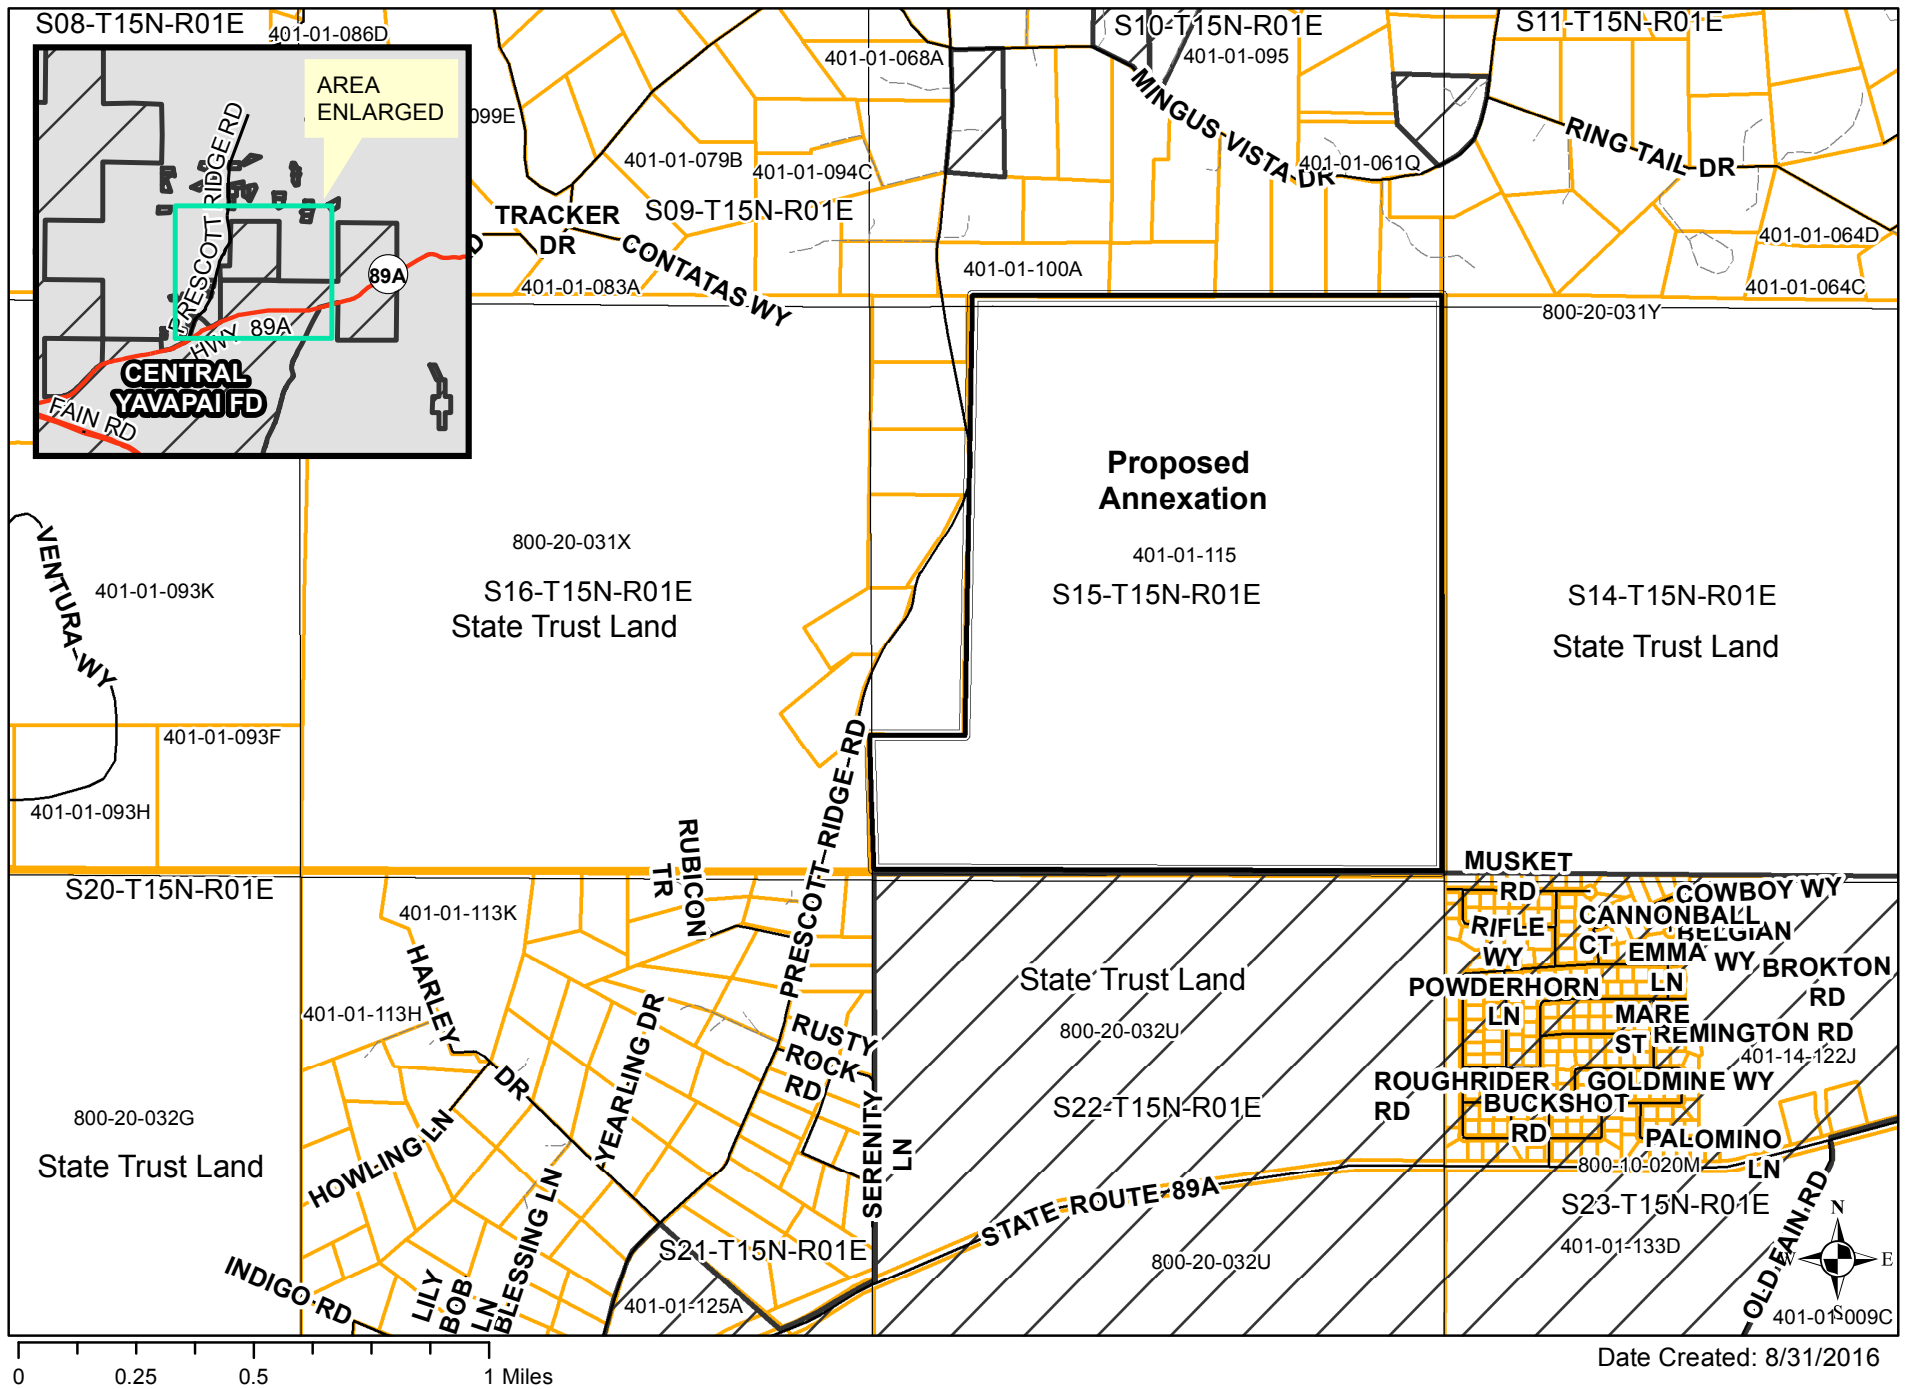 S08-T15N-R01E
401-01-086D
S10-T15N-R01E
S11-T15N-R01E
401-01-068A
401-01-095
AREA
ENLARGED
PRESCOTT RIDGE RD
89A
89A
HWY
CENTRAL
YAVAPAI FD
FAIN RD
099E
401-01-079B
401-01-094C
MINGUS VISTA DR
401-01-061Q
RING TAIL DR
TRACKER
DR
S09-T15N-R01E
CONTATAS WY
401-01-083A
401-01-100A
401-01-064D
401-01-064C
800-20-031Y
Proposed
Annexation
401-01-115
S15-T15N-R01E
800-20-031X
S16-T15N-R01E
State Trust Land
S14-T15N-R01E
State Trust Land
VENTURA WY
401-01-093K
401-01-093F
401-01-093H
PRESCOTT RIDGE RD
RUBICON
TR
S20-T15N-R01E
401-01-113K
HARLEY
DR
401-01-113H
YEARLING DR
RUSTY
ROCK
RD
SERENITY
LN
800-20-032G
State Trust Land
HOWLING LN
BLESSING LN
LILY
BOB
LN
INDIGO RD
S21-T15N-R01E
401-01-125A
State Trust Land
800-20-032U
S22-T15N-R01E
STATE ROUTE 89A
800-20-032U
MUSKET
RD
COWBOY WY
CANNONBALL
CT
BELGIAN
WY
RIFLE
WY
EMMA
LN
BROKTON
RD
POWDERHORN
LN
MARE
ST
REMINGTON RD
401-14-122J
ROUGHRIDER
RD
GOLDMINE WY
BUCKSHOT
RD
PALOMINO
LN
800-10-020M
S23-T15N-R01E
401-01-133D
OLD FAIN RD
N
W
E
S
401-01-009C
0
0.25
0.5
1 Miles
Date Created: 8/31/2016